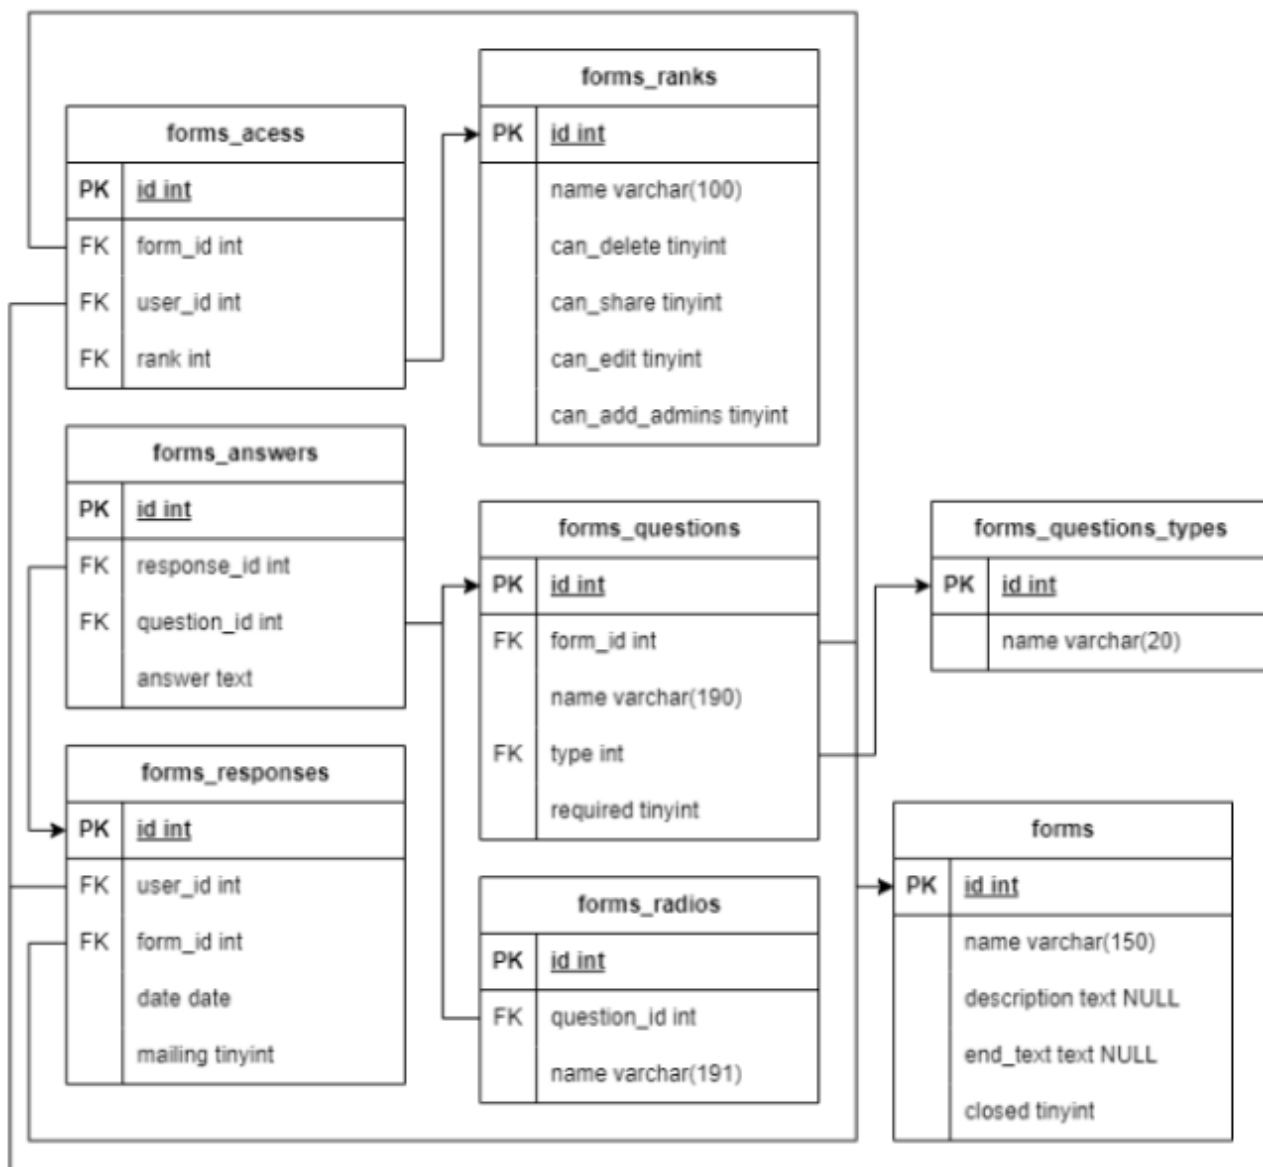 forms_acess
PK id int
FK form_id int
FK user_id int
FK rank int
forms_ranks
PK id int
name varchar(100)
can_delete tinyint
can_share tinyint
can_edit tinyint
can_add_admins tinyint
forms_answers
PK id int
FK response_id int
FK question_id int
answer text
forms_questions
PK id int
FK form_id int
name varchar(190)
FK type int
required tinyint
forms_questions_types
PK id int
name varchar(20)
forms_responses
PK id int
FK user_id int
FK form_id int
date date
mailing tinyint
forms_radios
PK id int
FK question_id int
name varchar(191)
forms
PK id int
name varchar(150)
description text NULL
end_text text NULL
closed tinyint